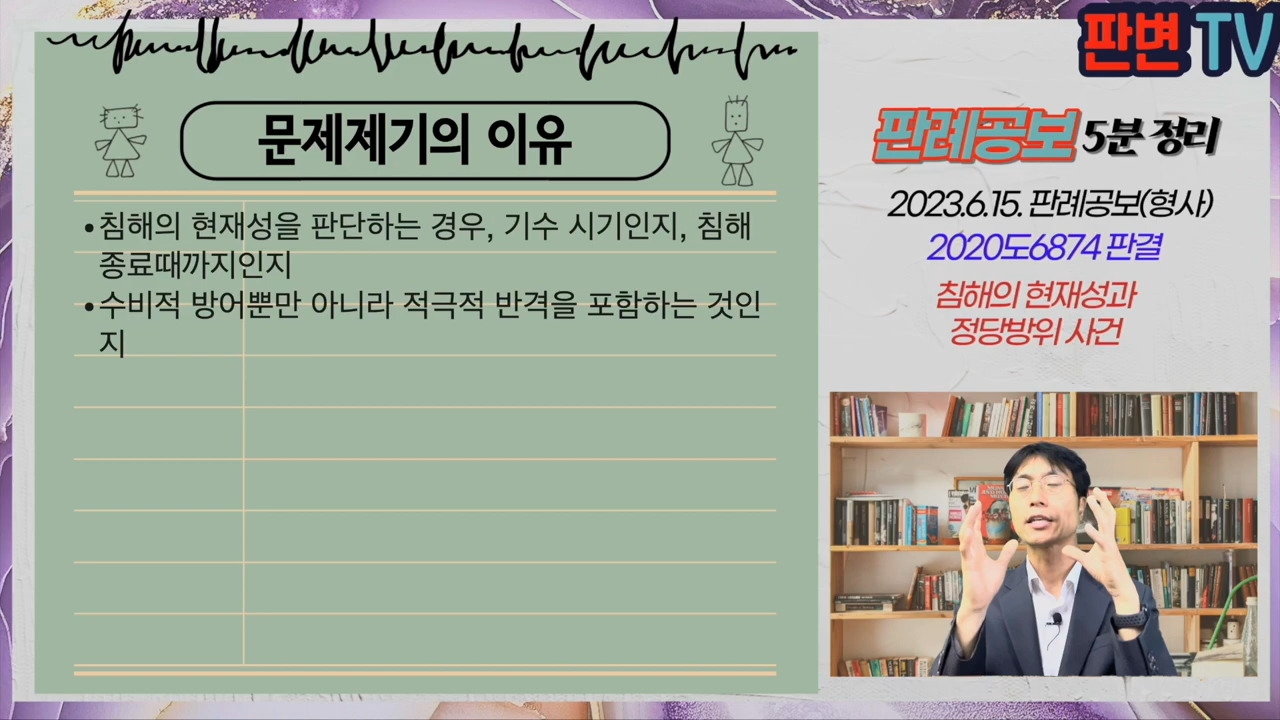 판변 TV
문제제기의 이유
•침해의 현재성을 판단하는 경우, 기수 시기인지, 침해
종료때까지인지
•수비적 방어뿐만 아니라 적극적 반격을 포함하는 것인
지
판례공보 5분 정리
2023.6.15. 판례공보(형사)
2020도6874 판결
침해의 현재성과
정당방위 사건